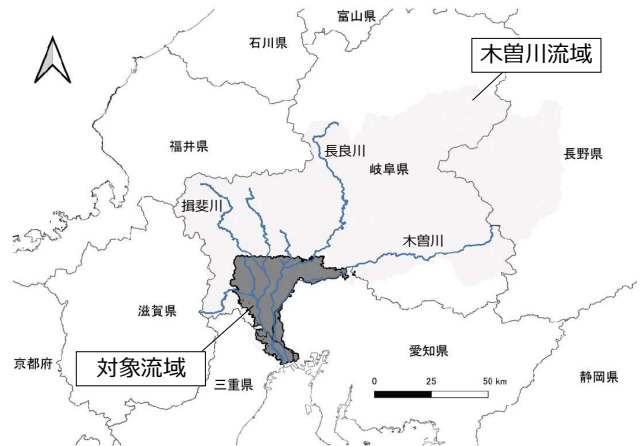 富山県
石川県
木曽川流域
長良川
福井県
岐阜県
長野県
揖斐川
木曽川
滋賀県
対象流域
京都府
三重県
愛知県
静岡県
0 25 50 km